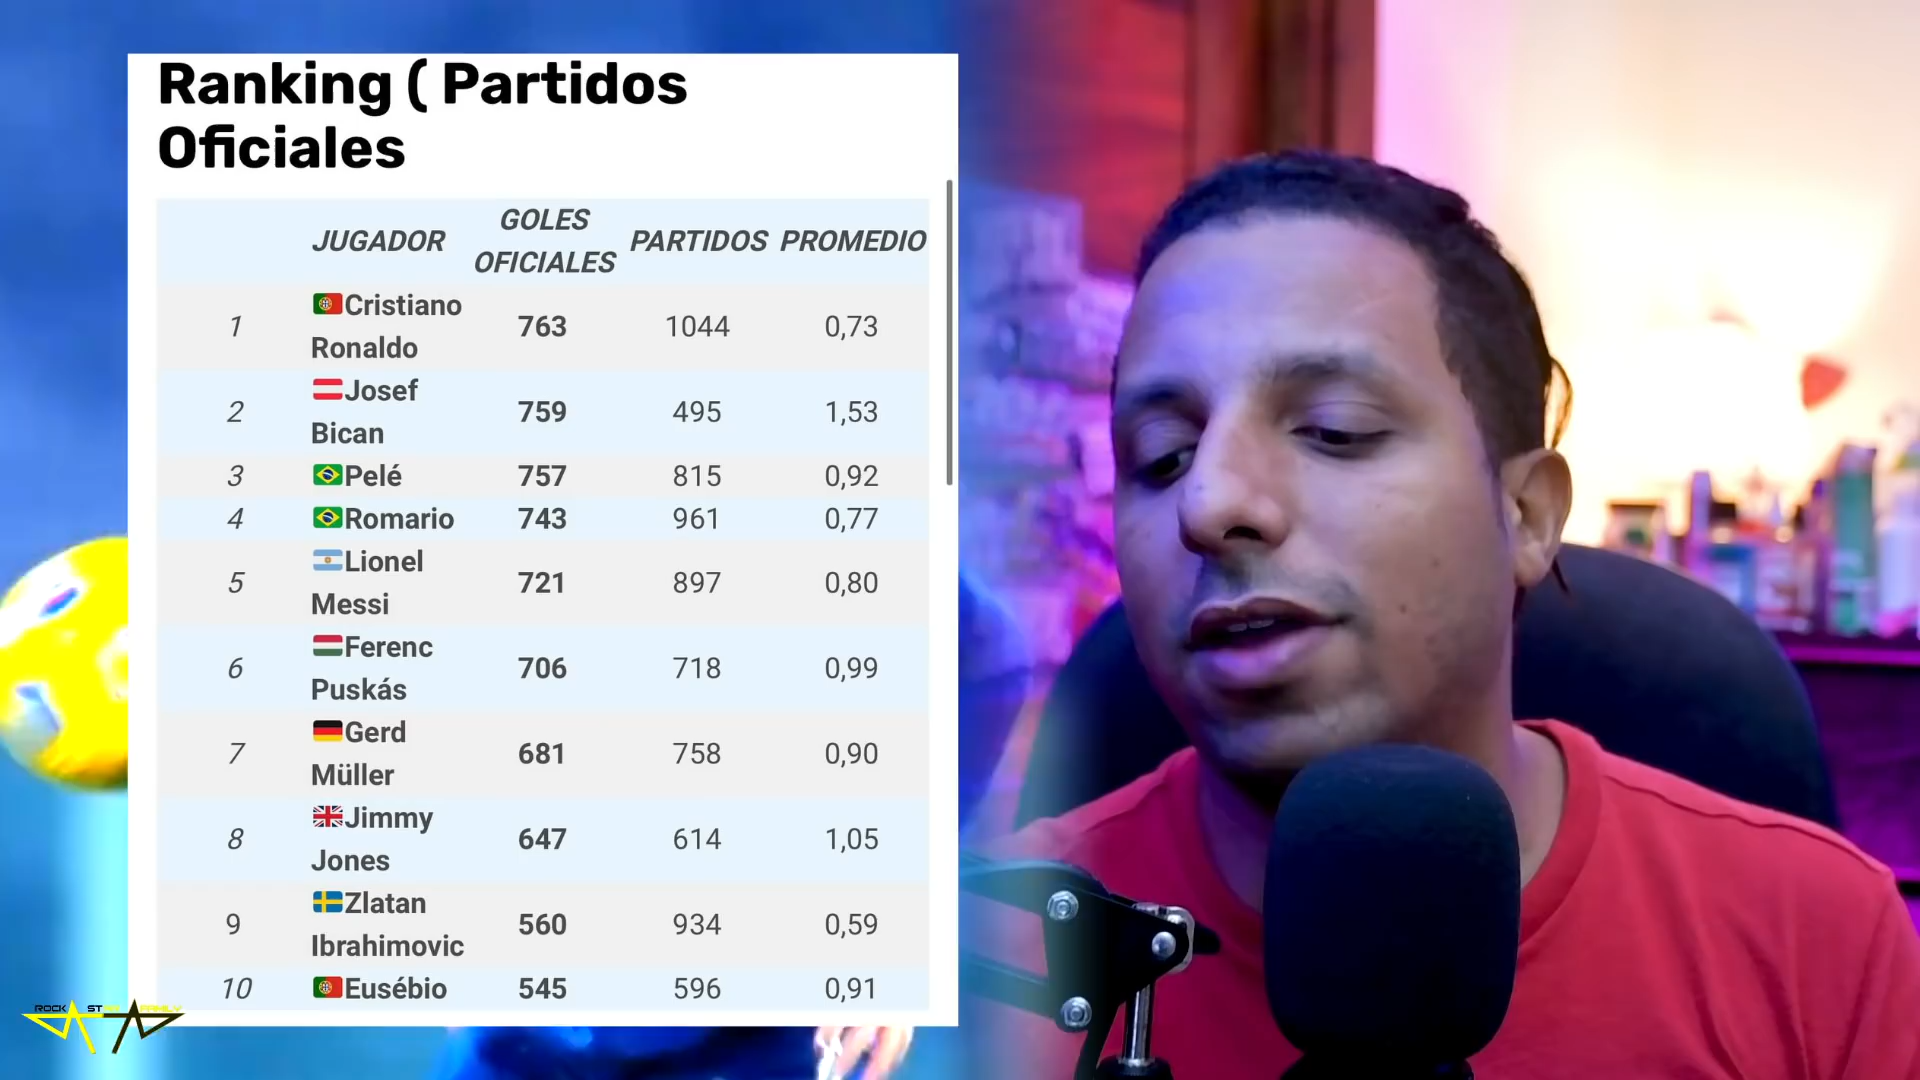 Ranking ( Partidos
Oficiales
JUGADOR GOLES OFICIALES PARTIDOS PROMEDIO
1 Cristiano Ronaldo 763 1044 0,73
2 Josef Bican 759 495 1,53
3 Pelé 757 815 0,92
4 Romario 743 961 0,77
5 Lionel Messi 721 897 0,80
6 Ferenc Puskás 706 718 0,99
7 Gerd Müller 681 758 0,90
8 Jimmy Jones 647 614 1,05
9 Zlatan Ibrahimovic 560 934 0,59
10 Eusébio 545 596 0,91
ROCK ST FAMILY